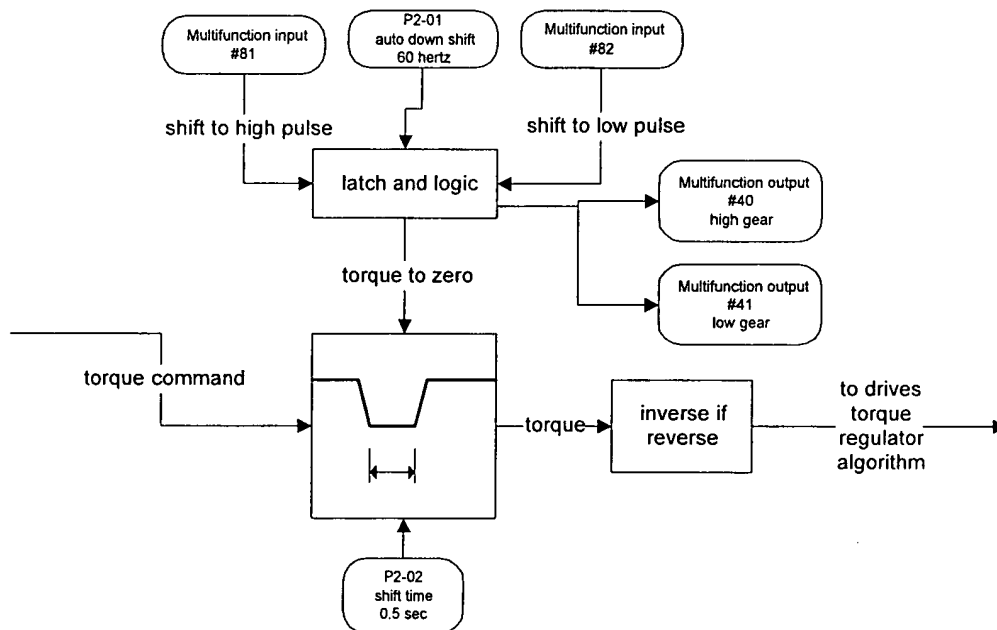 Multifunction input
#81
P2-01
auto down shift
60 hertz
Multifunction input
#82
shift to high pulse
shift to low pulse
latch and logic
Multifunction output
#40
high gear
torque to zero
Multifunction output
#41
low gear
torque command
torque
inverse if
reverse
to drives
torque
regulator
algorithm
P2-02
shift time
0.5 sec